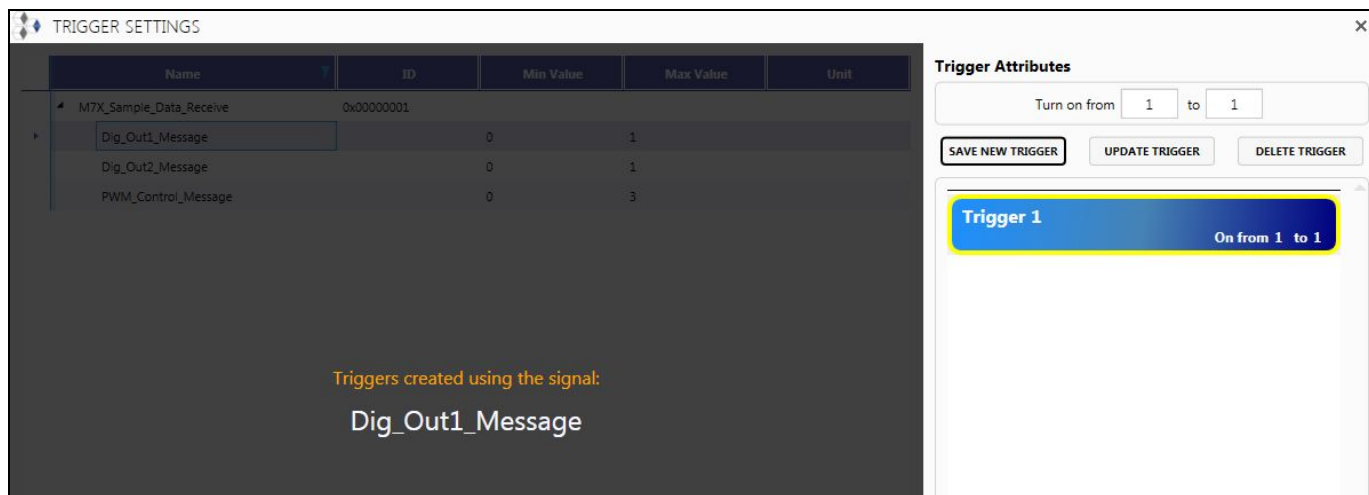 TRIGGER SETTINGS
Name ID Min Value Max Value Unit
M7X_Sample_Data_Receive 0x00000001
Dig_Out1_Message 0 1
Dig_Out2_Message 0 1
PWM_Control_Message 0 3
Triggers created using the signal:
Dig_Out1_Message
Trigger Attributes
Turn on from 1 to 1
SAVE NEW TRIGGER UPDATE TRIGGER DELETE TRIGGER
Trigger 1
On from 1 to 1